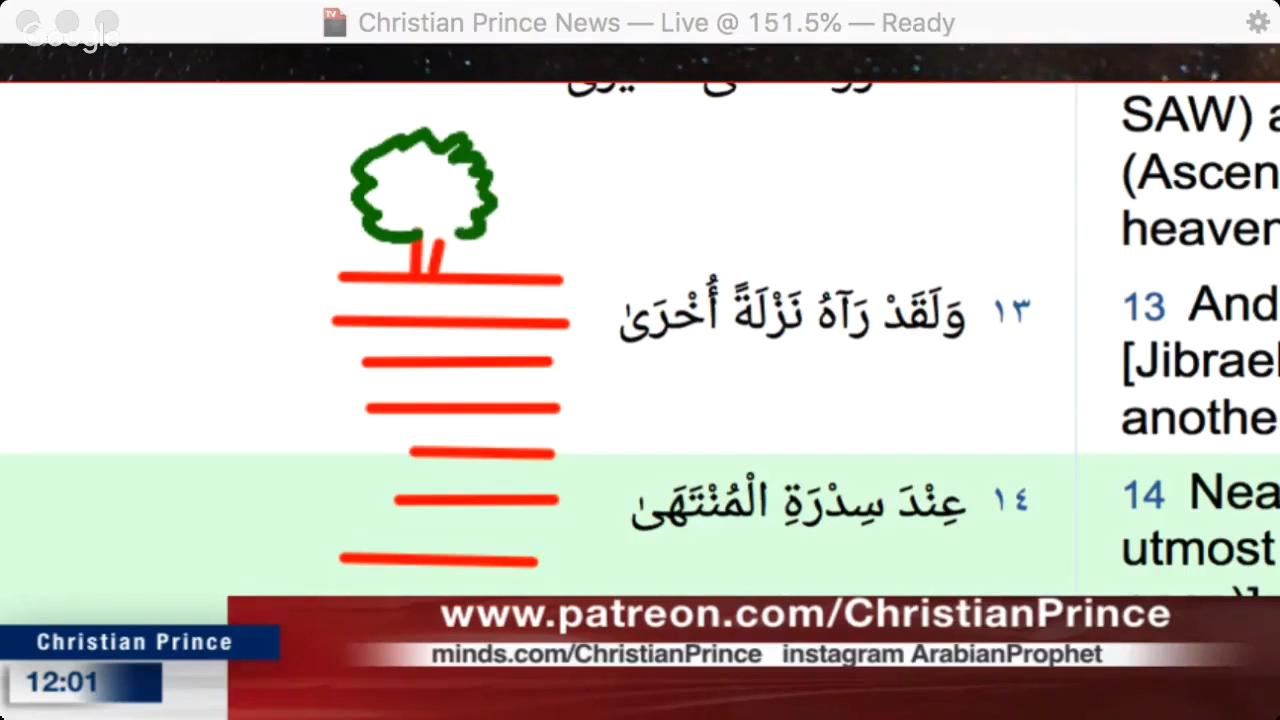 Christian Prince News — Live @ 151.5% — Ready
Google
SAW) a
(Ascen
heaven
١٣ وَلَقَدْ رَآهُ نَزْلَةً أُخْرَىٰ
13 And
[Jibrael
anothe
١٤ عِنْدَ سِدْرَةِ الْمُنْتَهَىٰ
14 Nea
utmost
www.patreon.com/ChristianPrince
Christian Prince
minds.com/ChristianPrince instagram ArabianProphet
12:01